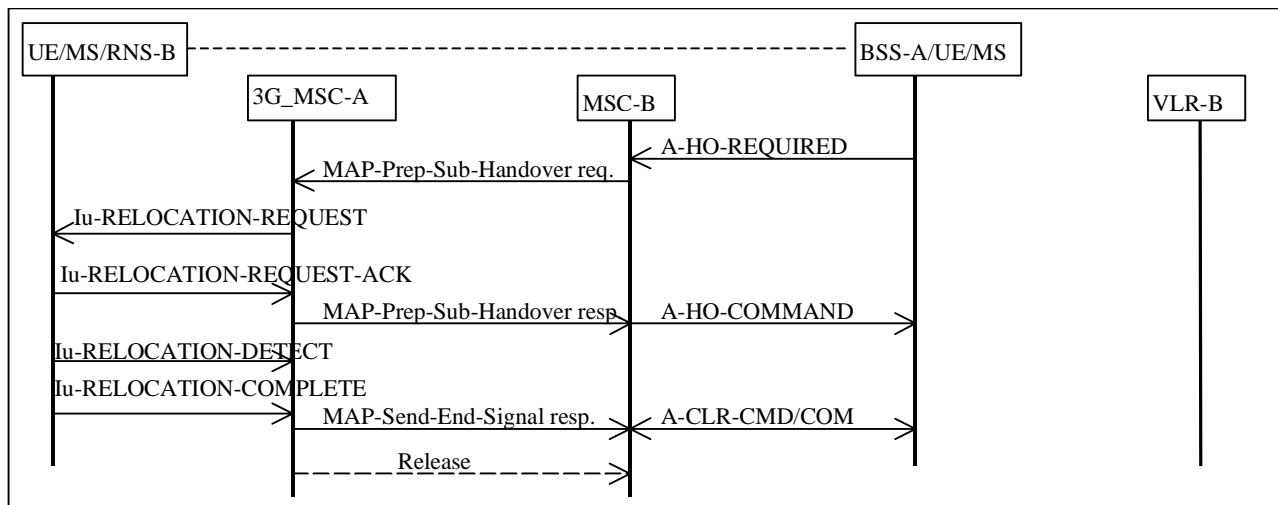 UE/MS/RNS-B
BSS-A/UE/MS
3G_MSC-A
MSC-B
VLR-B
A-HO-REQUIRED
MAP-Prep-Sub-Handover req.
Iu-RELOCATION-REQUEST
Iu-RELOCATION-REQUEST-ACK
MAP-Prep-Sub-Handover resp
A-HO-COMMAND
Iu-RELOCATION-DETECT
Iu-RELOCATION-COMPLETE
MAP-Send-End-Signal resp.
A-CLR-CMD/COM
Release